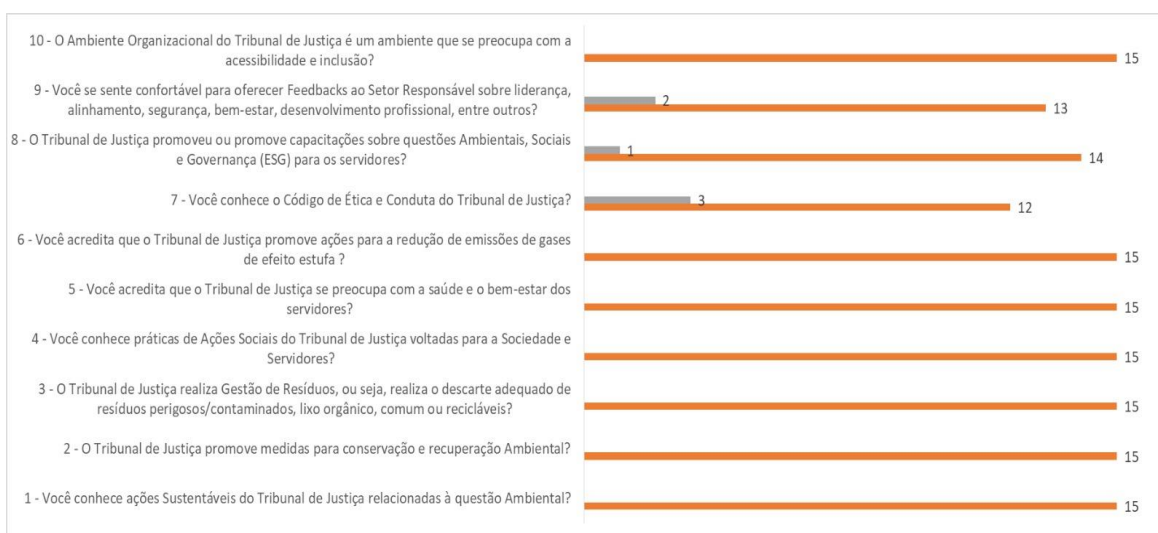 10 - O Ambiente Organizacional do Tribunal de Justiça é um ambiente que se preocupa com a
acessibilidade e inclusão?
15
9 - Você se sente confortável para oferecer Feedbacks ao Setor Responsável sobre liderança,
alinhamento, segurança, bem-estar, desenvolvimento profissional, entre outros?
2
13
8 - O Tribunal de Justiça promoveu ou promove capacitações sobre questões Ambientais, Sociais
e Governança (ESG) para os servidores?
1
14
7 - Você conhece o Código de Ética e Conduta do Tribunal de Justiça?
3
12
6 - Você acredita que o Tribunal de Justiça promove ações para a redução de emissões de gases
de efeito estufa ?
15
5 - Você acredita que o Tribunal de Justiça se preocupa com a saúde e o bem-estar dos
servidores?
15
4 - Você conhece práticas de Ações Sociais do Tribunal de Justiça voltadas para a Sociedade e
Servidores?
15
3 - O Tribunal de Justiça realiza Gestão de Resíduos, ou seja, realiza o descarte adequado de
resíduos perigosos/contaminados, lixo orgânico, comum ou recicláveis?
15
2 - O Tribunal de Justiça promove medidas para conservação e recuperação Ambiental?
15
1 - Você conhece ações Sustentáveis do Tribunal de Justiça relacionadas à questão Ambiental?
15